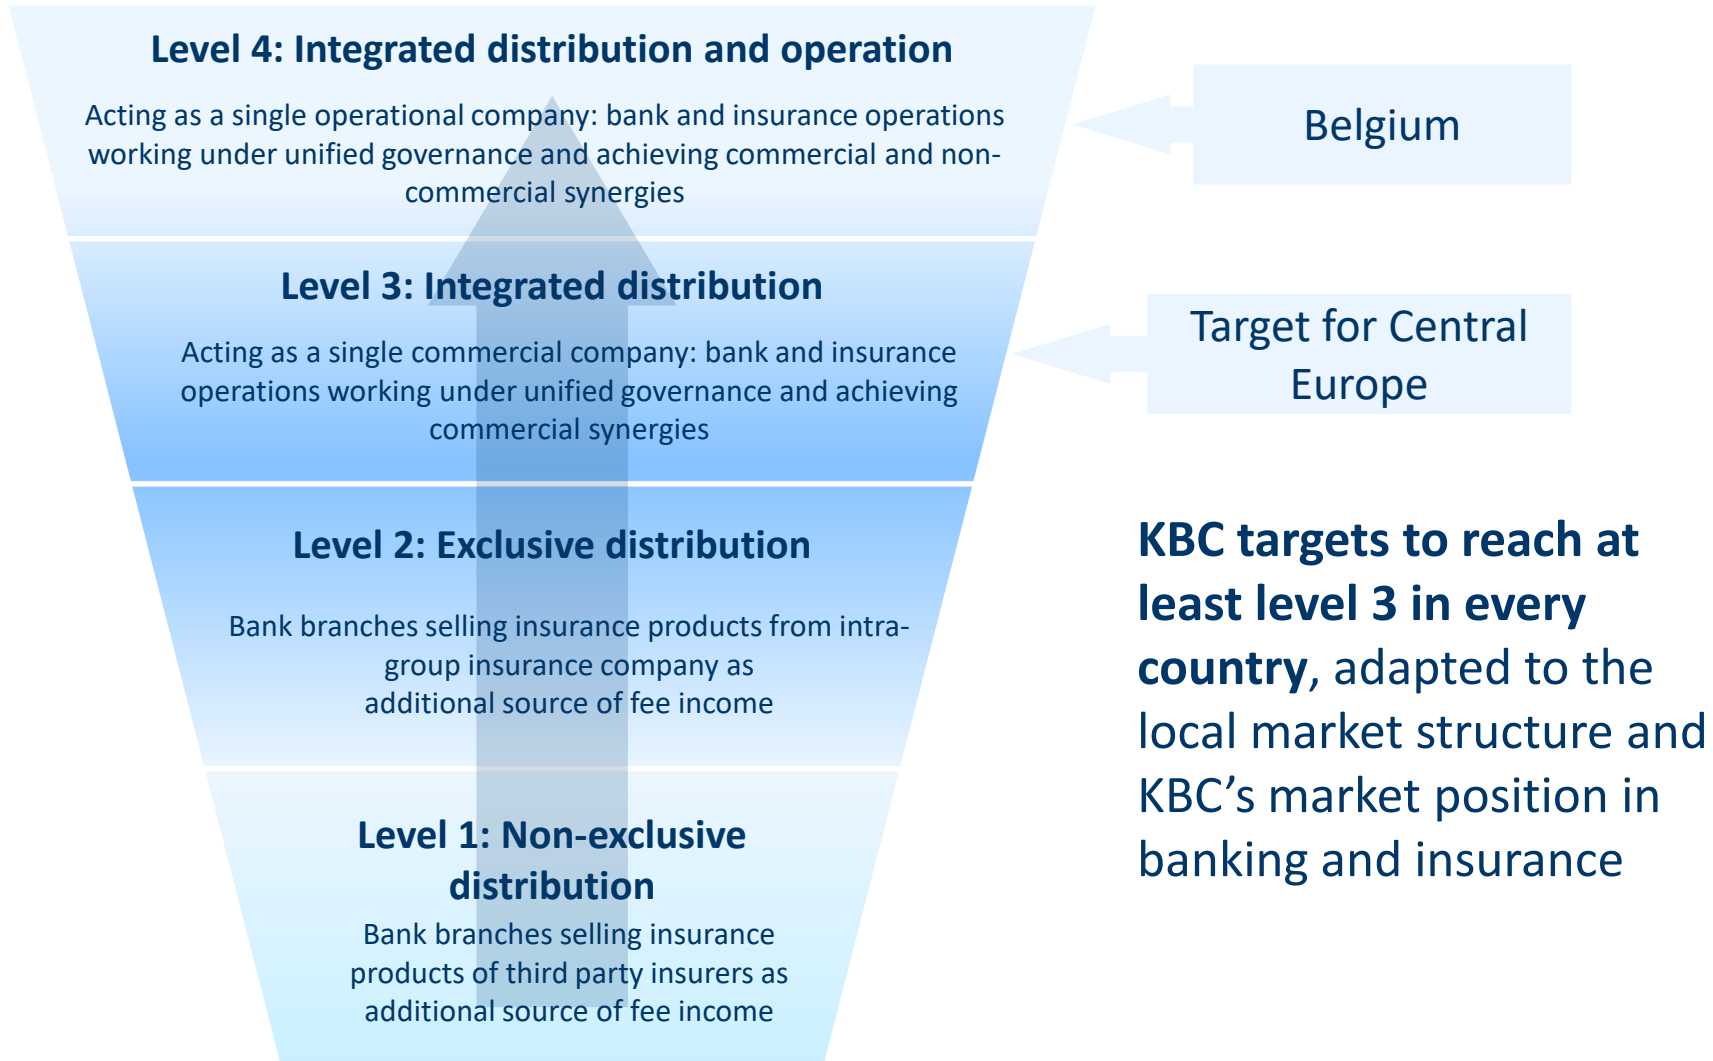 Level 4: Integrated distribution and operation
Acting as a single operational company: bank and insurance operations
working under unified governance and achieving commercial and non-
commercial synergies
Belgium
Level 3: Integrated distribution
Acting as a single commercial company: bank and insurance
operations working under unified governance and achieving
commercial synergies
Target for Central
Europe
Level 2: Exclusive distribution
Bank branches selling insurance products from intra-
group insurance company as
additional source of fee income
Level 1: Non-exclusive
distribution
Bank branches selling insurance
products of third party insurers as
additional source of fee income
KBC targets to reach at
least level 3 in every
country, adapted to the
local market structure and
KBC’s market position in
banking and insurance